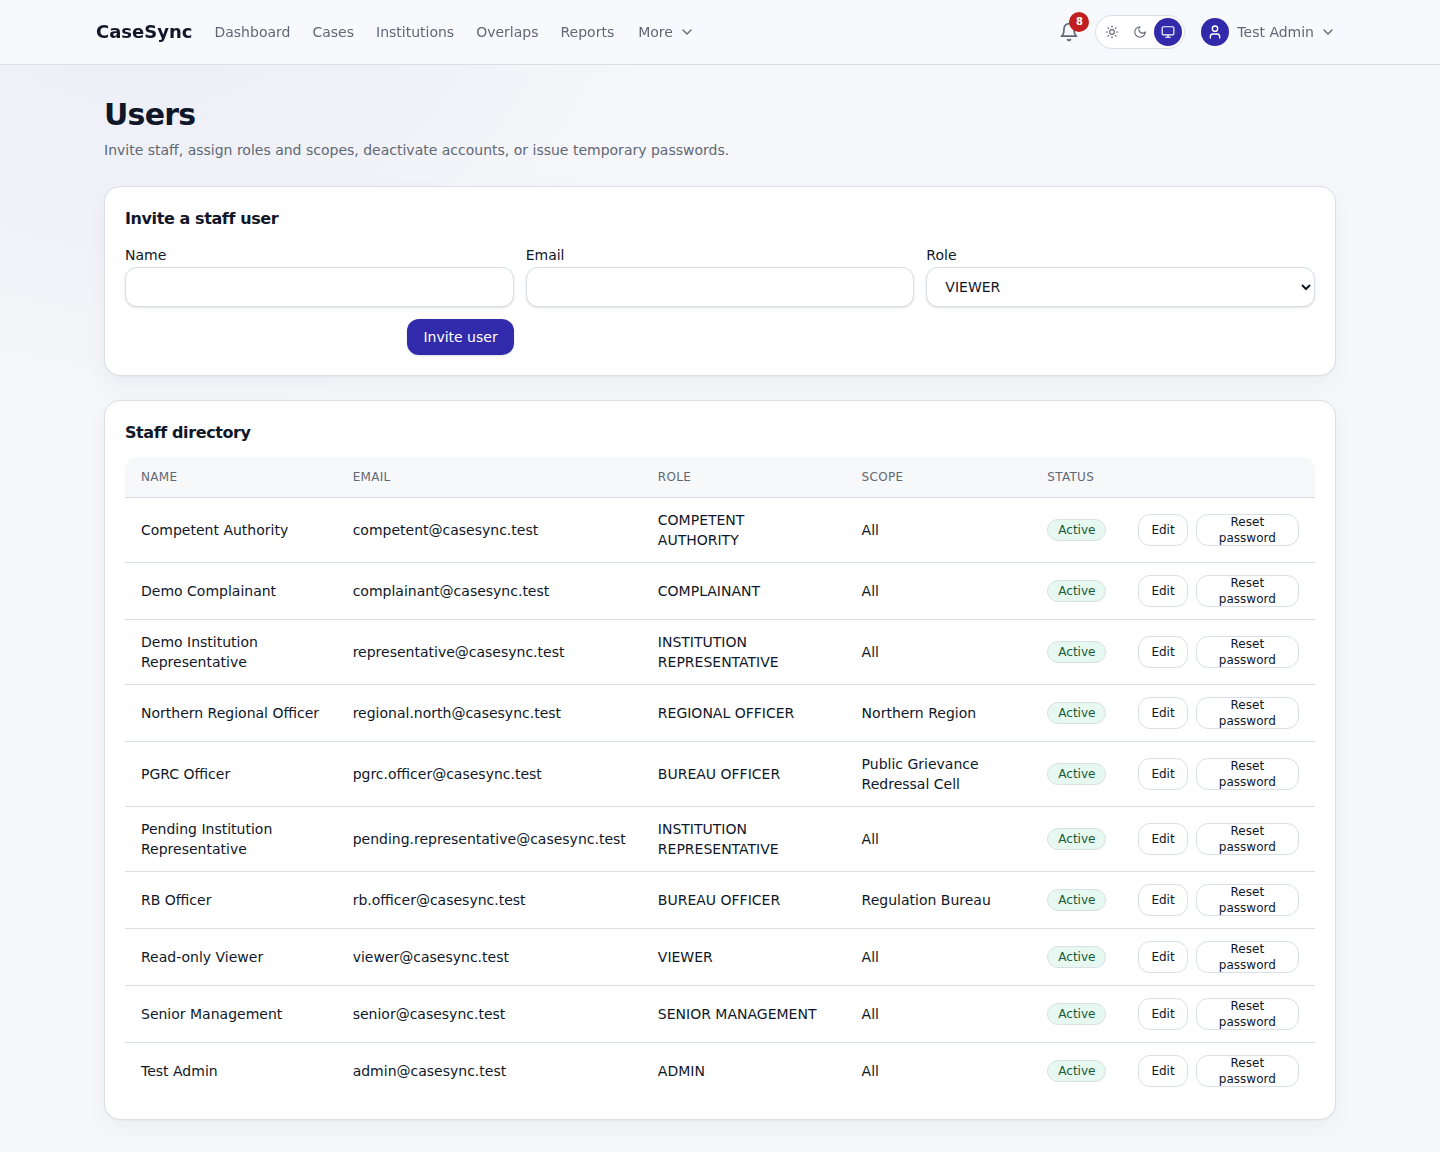 CaseSync Dashboard Cases Institutions Overlaps Reports More 8 Test Admin
Users
Invite staff, assign roles and scopes, deactivate accounts, or issue temporary passwords.
Invite a staff user
Name Email Role
VIEWER
Invite user
Staff directory
NAME EMAIL ROLE SCOPE STATUS
Competent Authority competent@casesync.test COMPETENT AUTHORITY All Active Edit Reset password
Demo Complainant complainant@casesync.test COMPLAINANT All Active Edit Reset password
Demo Institution Representative representative@casesync.test INSTITUTION REPRESENTATIVE All Active Edit Reset password
Northern Regional Officer regional.north@casesync.test REGIONAL OFFICER Northern Region Active Edit Reset password
PGRC Officer pgrc.officer@casesync.test BUREAU OFFICER Public Grievance Redressal Cell Active Edit Reset password
Pending Institution Representative pending.representative@casesync.test INSTITUTION REPRESENTATIVE All Active Edit Reset password
RB Officer rb.officer@casesync.test BUREAU OFFICER Regulation Bureau Active Edit Reset password
Read-only Viewer viewer@casesync.test VIEWER All Active Edit Reset password
Senior Management senior@casesync.test SENIOR MANAGEMENT All Active Edit Reset password
Test Admin admin@casesync.test ADMIN All Active Edit Reset password